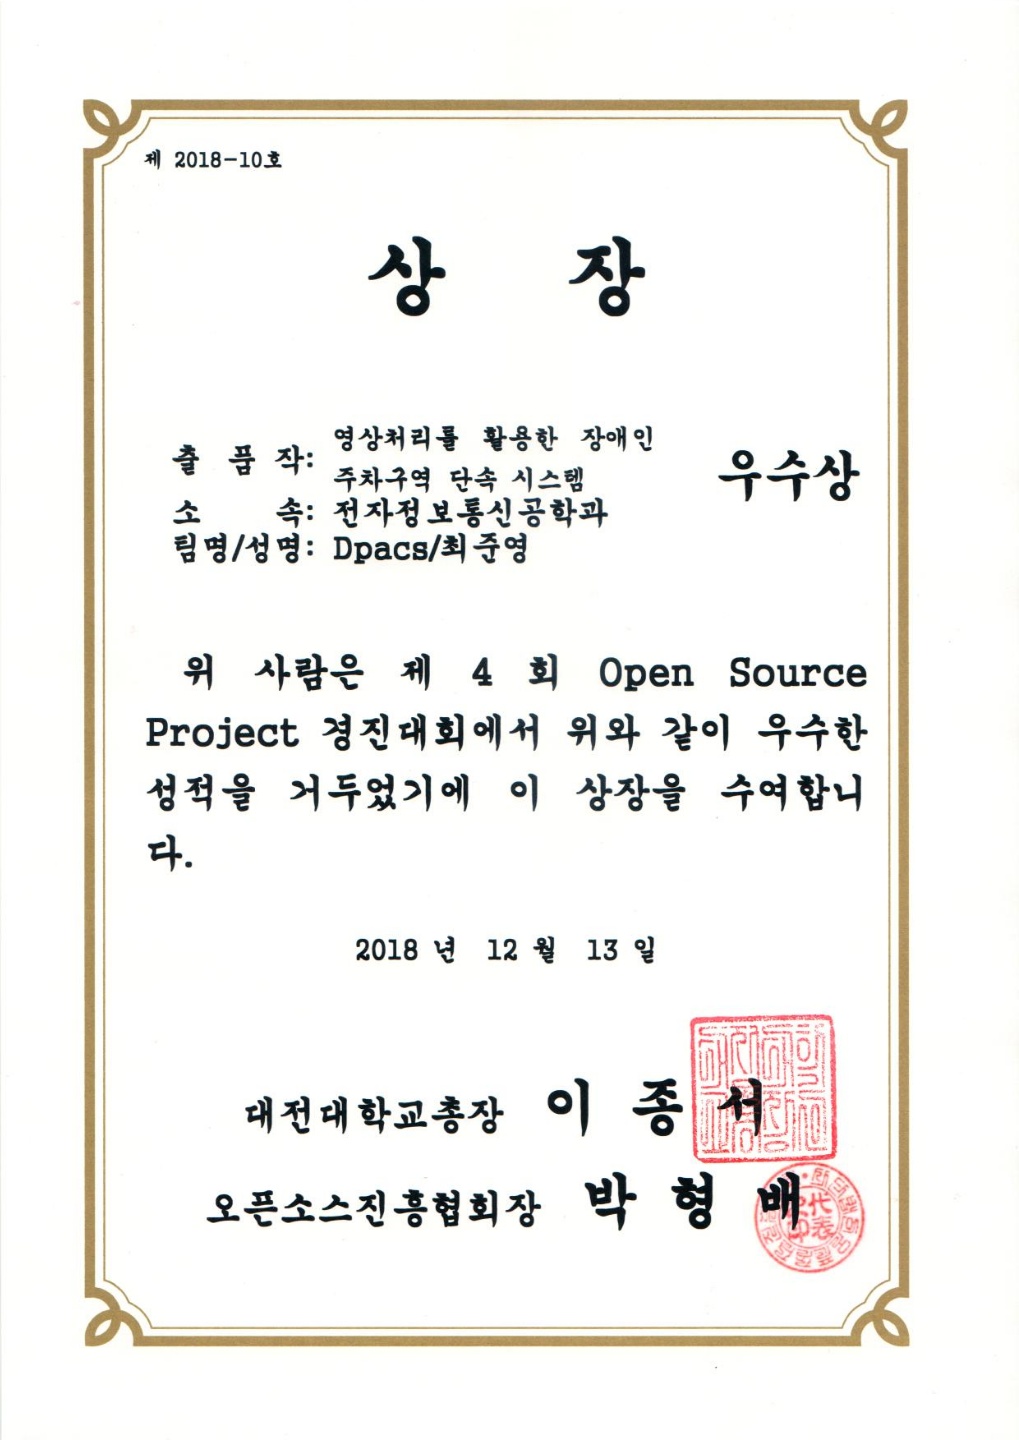 제 2018-10호
상 장
출 품 작: 영상처리를 활용한 장애인
주차구역 단속 시스템
우수상
소 속: 전자정보통신공학과
팀명/성명: Dpacs/최준영
위 사람은 제 4 회 Open Source
Project 경진대회에서 위와 같이 우수한
성적을 거두었기에 이 상장을 수여합니
다.
2018 년 12 월 13 일
대전대학교총장 이 종 서
오픈소스진흥협회장 박 형 배